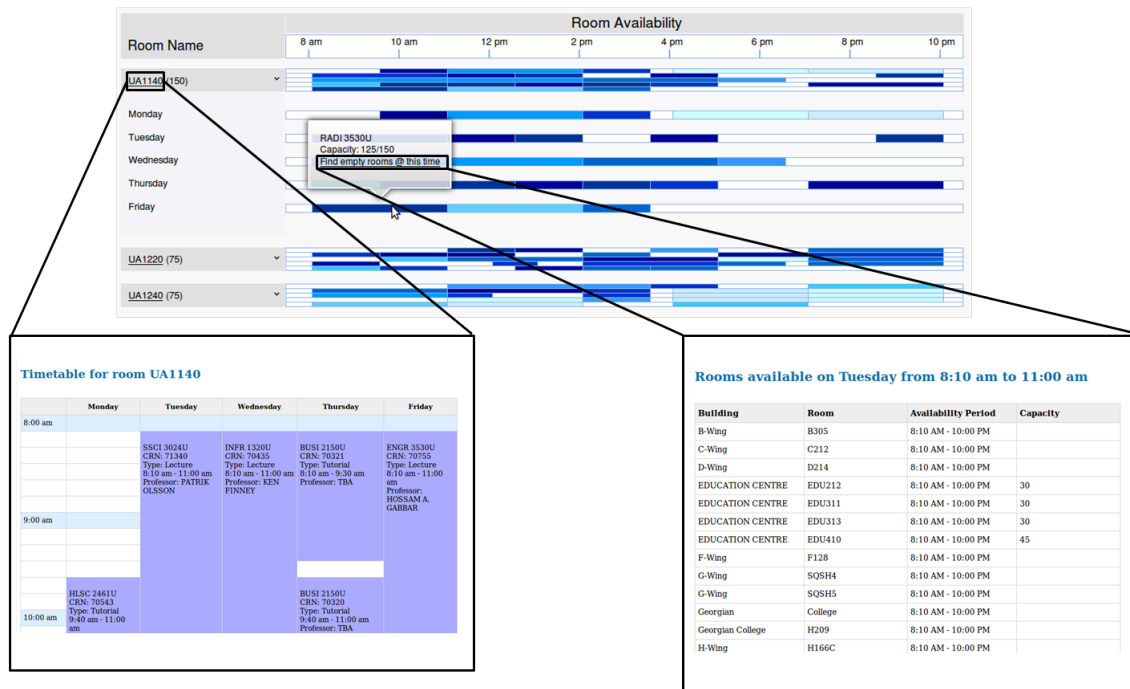 Room Availability
Room Name
8 am 10 am 12 pm 2 pm 4 pm 6 pm 8 pm 10 pm
UA1140 (150)
Monday
Tuesday
Wednesday
Thursday
Friday
RADI 3530U
Capacity: 125/150
Find empty rooms @ this time
UA1220 (75)
UA1240 (75)
Timetable for room UA1140
Monday Tuesday Wednesday Thursday Friday
8:00 am
9:00 am
10:00 am
HLSC 2461U
CRN: 70543
Type: Tutorial
9:40 am - 11:00
am
SSCI 3024U
CRN: 71340
Type: Lecture
8:10 am - 11:00 am
Professor: PATRIK
OLSSON
INFR 1320U
CRN: 70435
Type: Lecture
8:10 am - 11:00 am
Professor: KEN
FINNEY
BUSI 2150U
CRN: 70321
Type: Tutorial
8:10 am - 9:30 am
Professor: TBA
BUSI 2150U
CRN: 70320
Type: Tutorial
9:40 am - 11:00 am
Professor: TBA
ENGR 3530U
CRN: 70755
Type: Lecture
8:10 am - 11:00
am
Professor:
HOSSAM A.
GABBAR
Rooms available on Tuesday from 8:10 am to 11:00 am
Building Room Availability Period Capacity
B-Wing B305 8:10 AM - 10:00 PM
C-Wing C212 8:10 AM - 10:00 PM
D-Wing D214 8:10 AM - 10:00 PM
EDUCATION CENTRE EDU212 8:10 AM - 10:00 PM 30
EDUCATION CENTRE EDU311 8:10 AM - 10:00 PM 30
EDUCATION CENTRE EDU313 8:10 AM - 10:00 PM 30
EDUCATION CENTRE EDU410 8:10 AM - 10:00 PM 45
F-Wing F128 8:10 AM - 10:00 PM
G-Wing SQSH4 8:10 AM - 10:00 PM
G-Wing SQSH5 8:10 AM - 10:00 PM
Georgian College 8:10 AM - 10:00 PM
Georgian College H209 8:10 AM - 10:00 PM
H-Wing H166C 8:10 AM - 10:00 PM